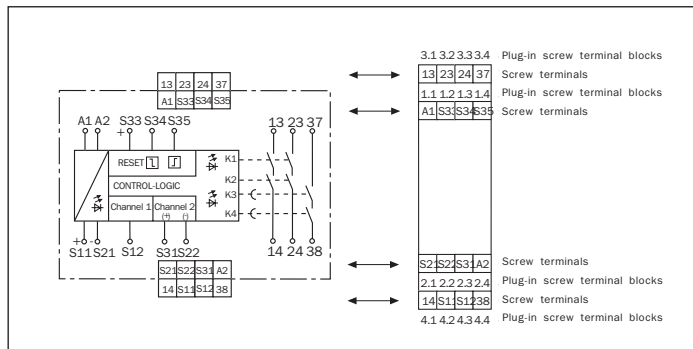 3.1 3.2 3.3 3.4 Plug-in screw terminal blocks
13 23 24 37 Screw terminals
1.1 1.2 1.3 1.4 Plug-in screw terminal blocks
A1 S33 S34 S35 Screw terminals
13 23 24 37
A1 S33 S34 S35
A1 A2 S33 S34 S35 13 23 37
+
RESET
K1
K2
CONTROL-LOGIC
K3
Channel 1 Channel 2
(+) (-)
K4
+ -
S11 S21 S12 S31 S22 14 24 38
S21 S22 S31 A2
14 S11 S12 38
S21 S22 S31 A2 Screw terminals
2.1 2.2 2.3 2.4 Plug-in screw terminal blocks
14 S11 S12 38 Screw terminals
4.1 4.2 4.3 4.4 Plug-in screw terminal blocks